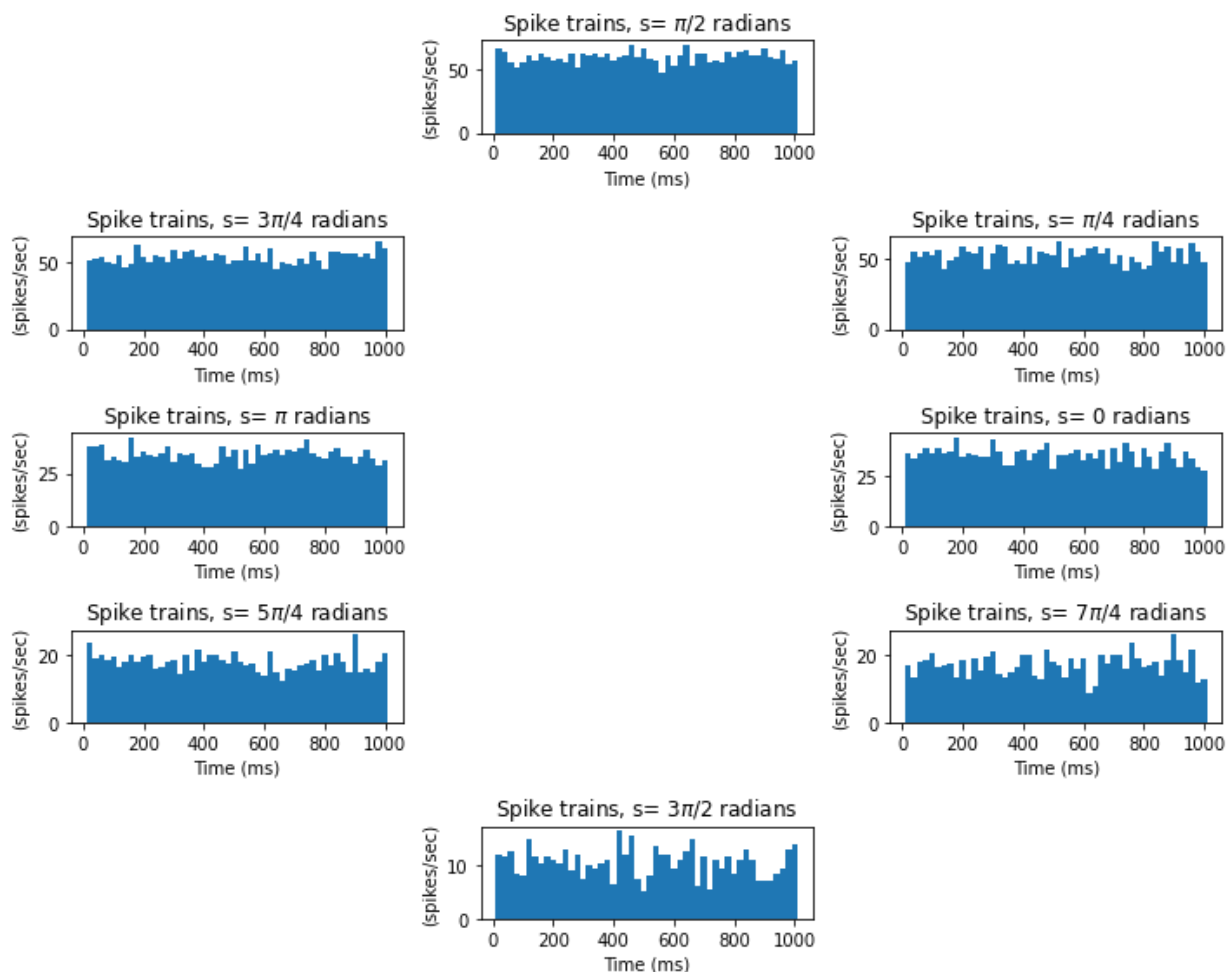 Spike trains, s= π/2 radians
(spikes/sec)
50
0
0 200 400 600 800 1000
Time (ms)
Spike trains, s= 3π/4 radians
(spikes/sec)
50
0
0 200 400 600 800 1000
Time (ms)
Spike trains, s= π/4 radians
(spikes/sec)
50
0
0 200 400 600 800 1000
Time (ms)
Spike trains, s= π radians
(spikes/sec)
25
0
0 200 400 600 800 1000
Time (ms)
Spike trains, s= 0 radians
(spikes/sec)
25
0
0 200 400 600 800 1000
Time (ms)
Spike trains, s= 5π/4 radians
(spikes/sec)
20
0
0 200 400 600 800 1000
Time (ms)
Spike trains, s= 7π/4 radians
(spikes/sec)
20
0
0 200 400 600 800 1000
Time (ms)
Spike trains, s= 3π/2 radians
(spikes/sec)
10
0
0 200 400 600 800 1000
Time (ms)